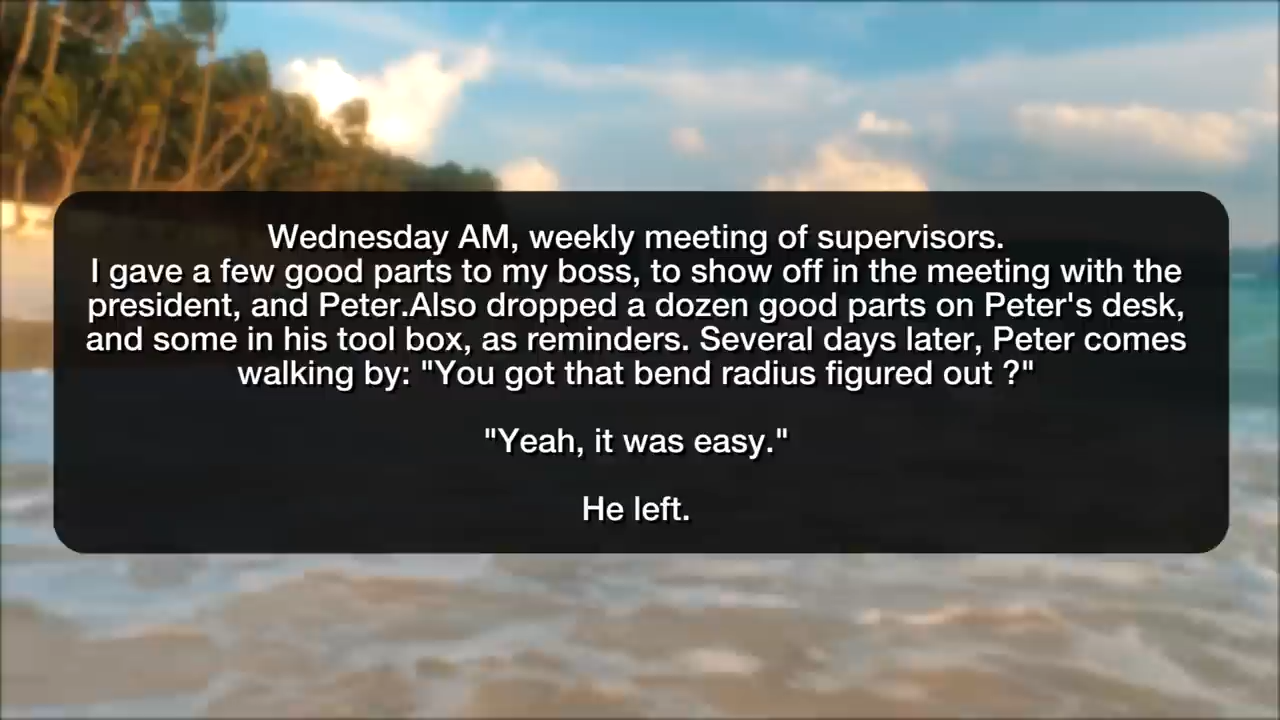 Wednesday AM, weekly meeting of supervisors.
I gave a few good parts to my boss, to show off in the meeting with the
president, and Peter.Also dropped a dozen good parts on Peter's desk,
and some in his tool box, as reminders. Several days later, Peter comes
walking by: "You got that bend radius figured out ?"
"Yeah, it was easy."
He left.